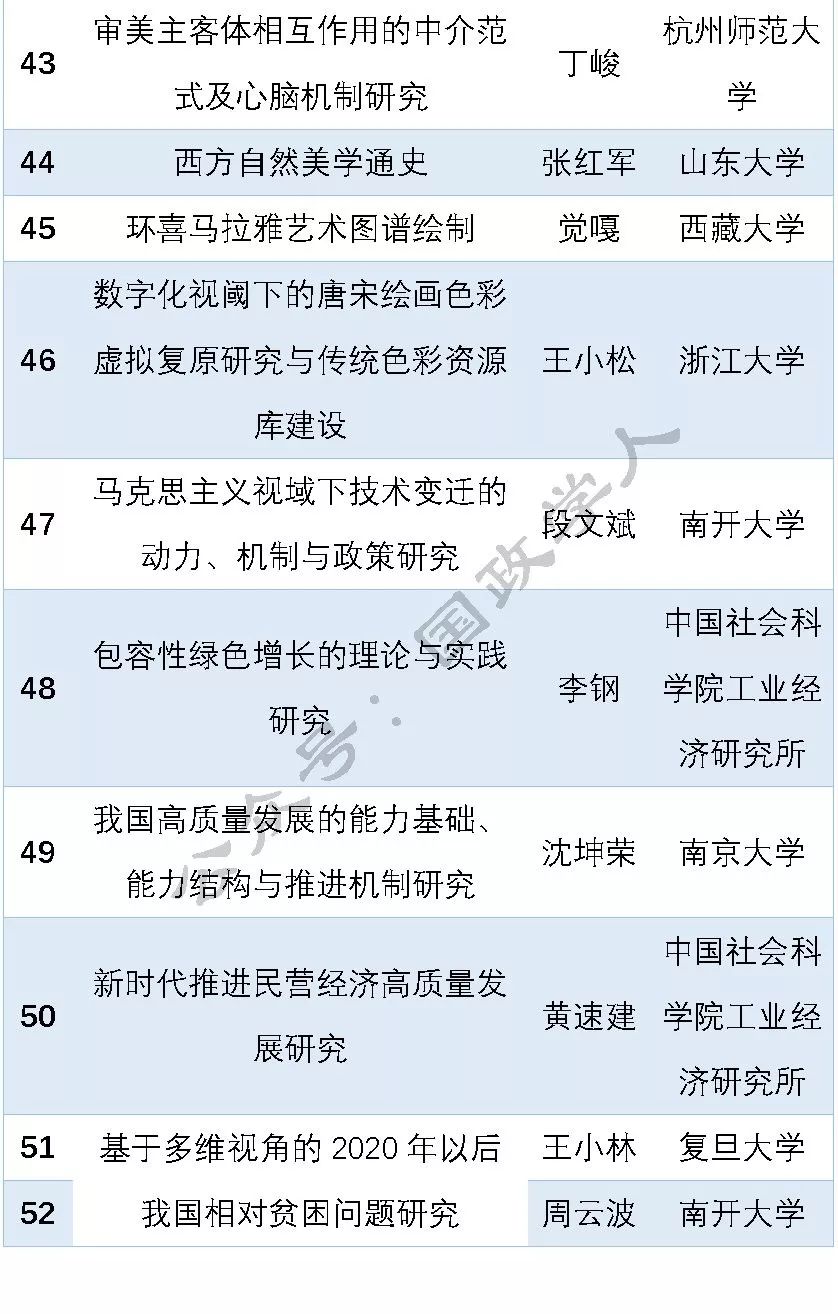 43 审美主客体相互作用的中介范 丁峻 杭州师范大
式及心脑机制研究 学
44 西方自然美学通史 张红军 山东大学
45 环喜马拉雅艺术图谱绘制 觉嘎 西藏大学
数字化视阈下的唐宋绘画色彩
46 虚拟复原研究与传统色彩资源 王小松 浙江大学
库建设
47 马克思主义视域下技术变迁的 段文斌 南开大学
动力、机制与政策研究
48 包容性绿色增长的理论与实践 李钢 中国社会科
研究 学院工业经
济研究所
49 我国高质量发展的能力基础、 沈坤荣 南京大学
能力结构与推进机制研究
50 新时代推进民营经济高质量发 黄速建 中国社会科
展研究 学院工业经
济研究所
51 基于多维视角的 2020 年以后 王小林 复旦大学
52 我国相对贫困问题研究 周云波 南开大学
公众号：国政学人